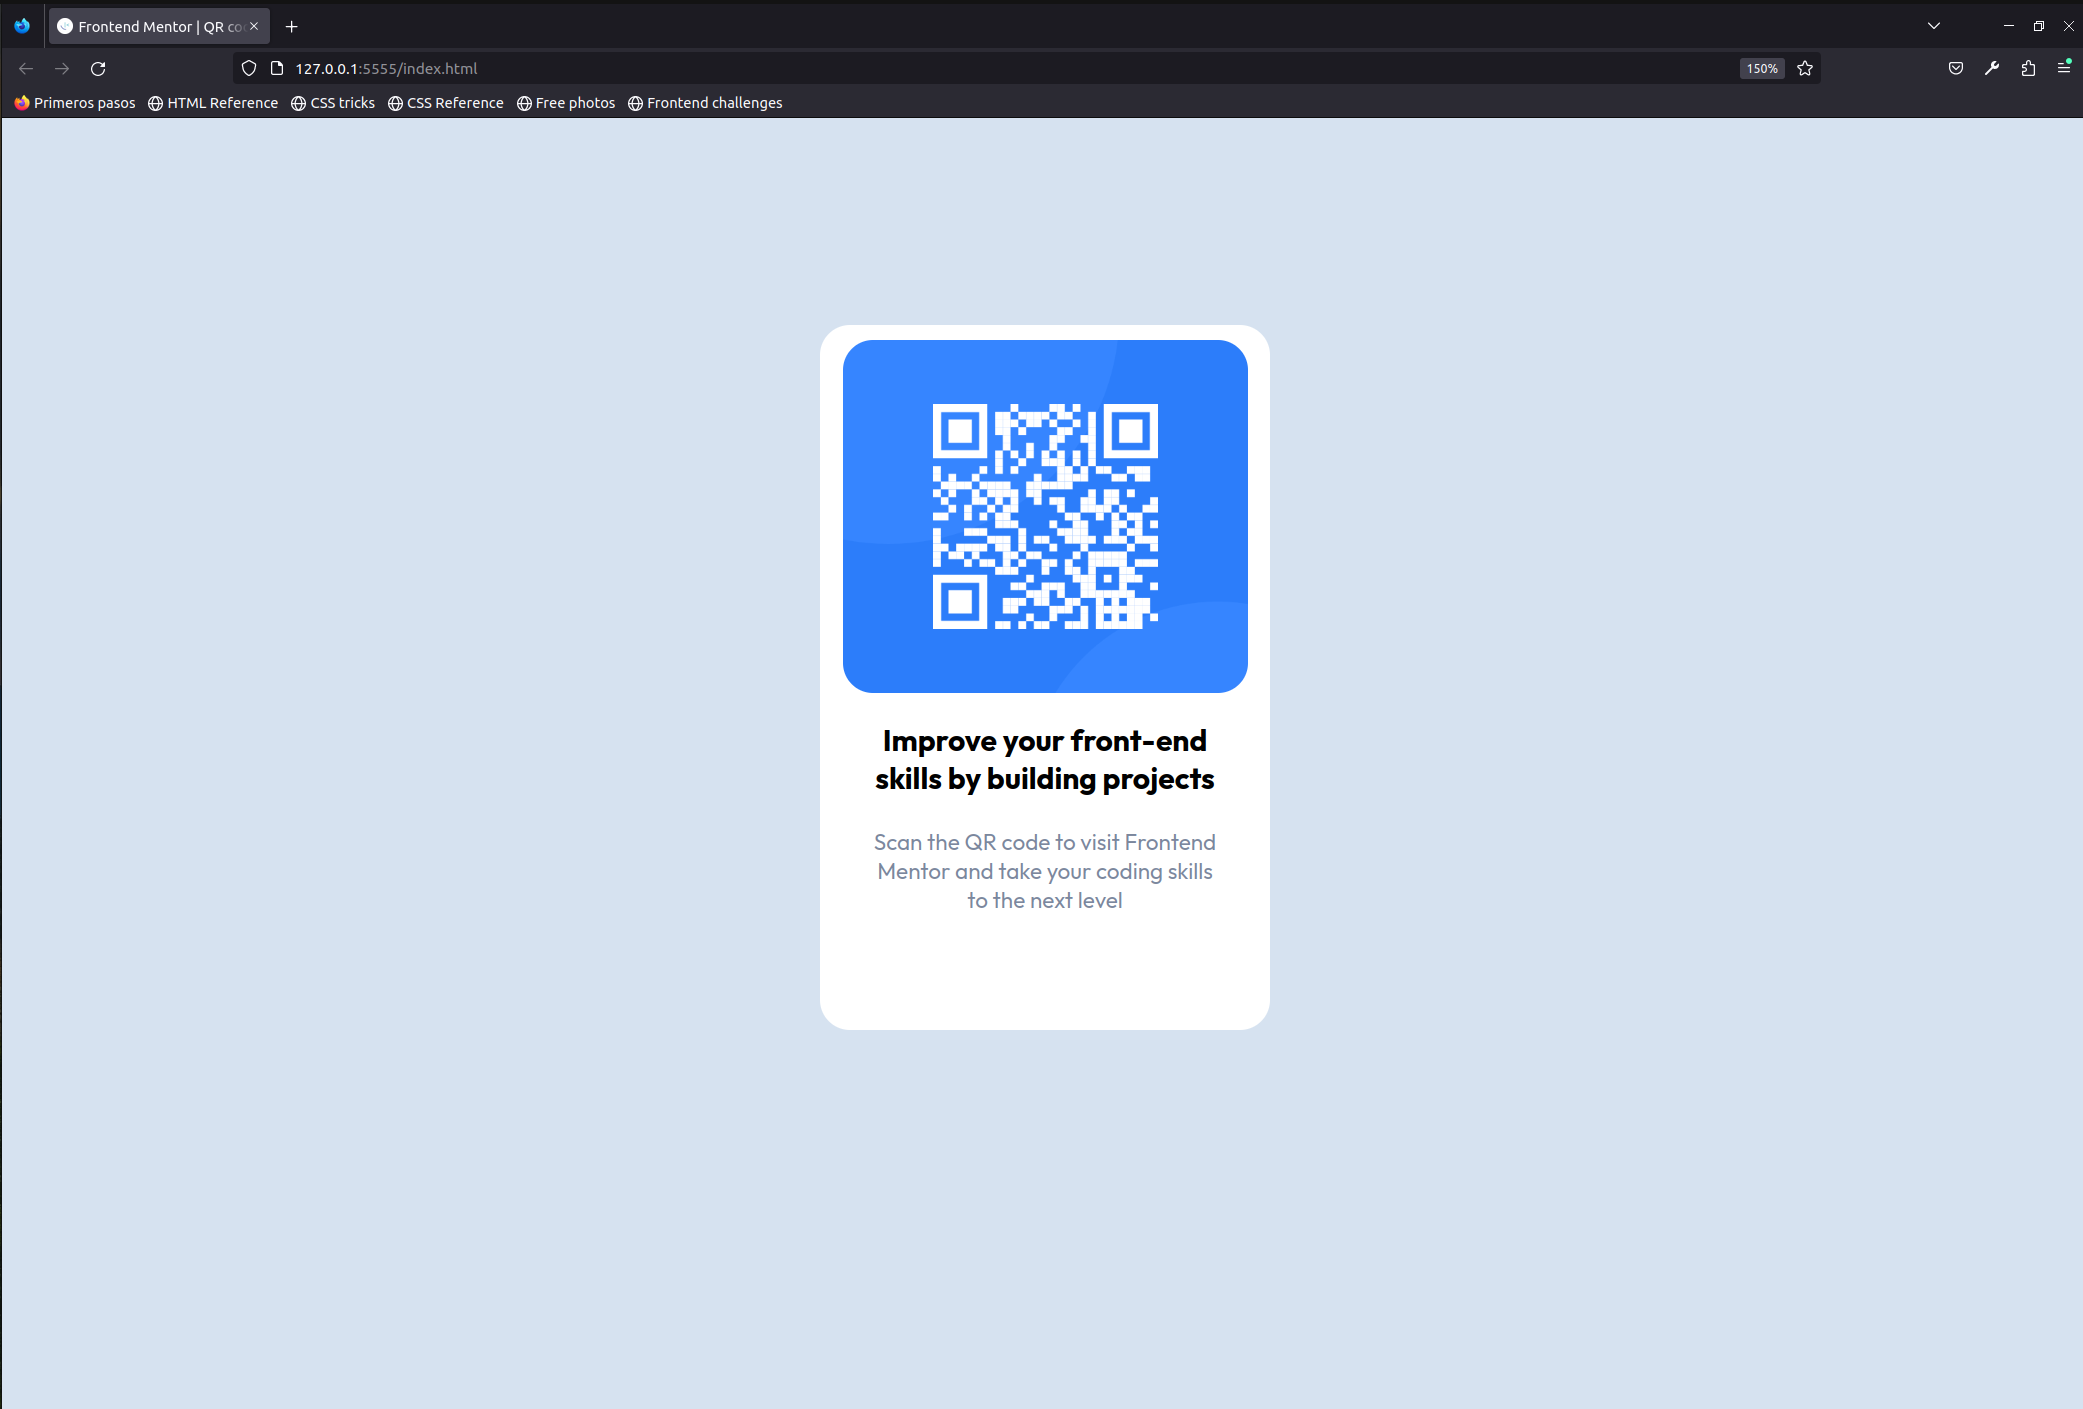 Frontend Mentor | QR co
127.0.0.1:5555/index.html
150%
Primeros pasos HTML Reference CSS tricks CSS Reference Free photos Frontend challenges
Improve your front-end
skills by building projects
Scan the QR code to visit Frontend
Mentor and take your coding skills
to the next level